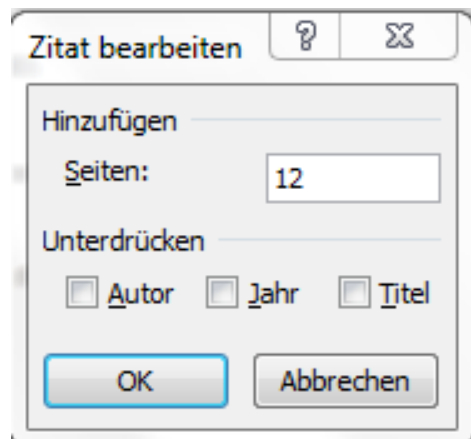 Zitat bearbeiten ?
Hinzufügen
Seiten: 12
Unterdrücken
Autor Jahr Titel
OK Abbrechen